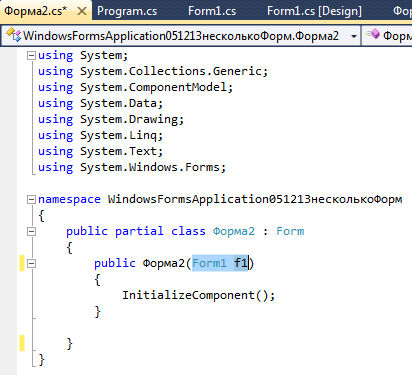 Форма2.cs* Program.cs Form1.cs Form1.cs [Design] Фор
WindowsFormsApplication051213несколькоФорм.Форма2 Форм
using System;
using System.Collections.Generic;
using System.ComponentModel;
using System.Data;
using System.Drawing;
using System.Linq;
using System.Text;
using System.Windows.Forms;
namespace WindowsFormsApplication051213несколькоФорм
{
public partial class Форма2 : Form
{
public Форма2(Form1 f1)
{
InitializeComponent();
}
}
}